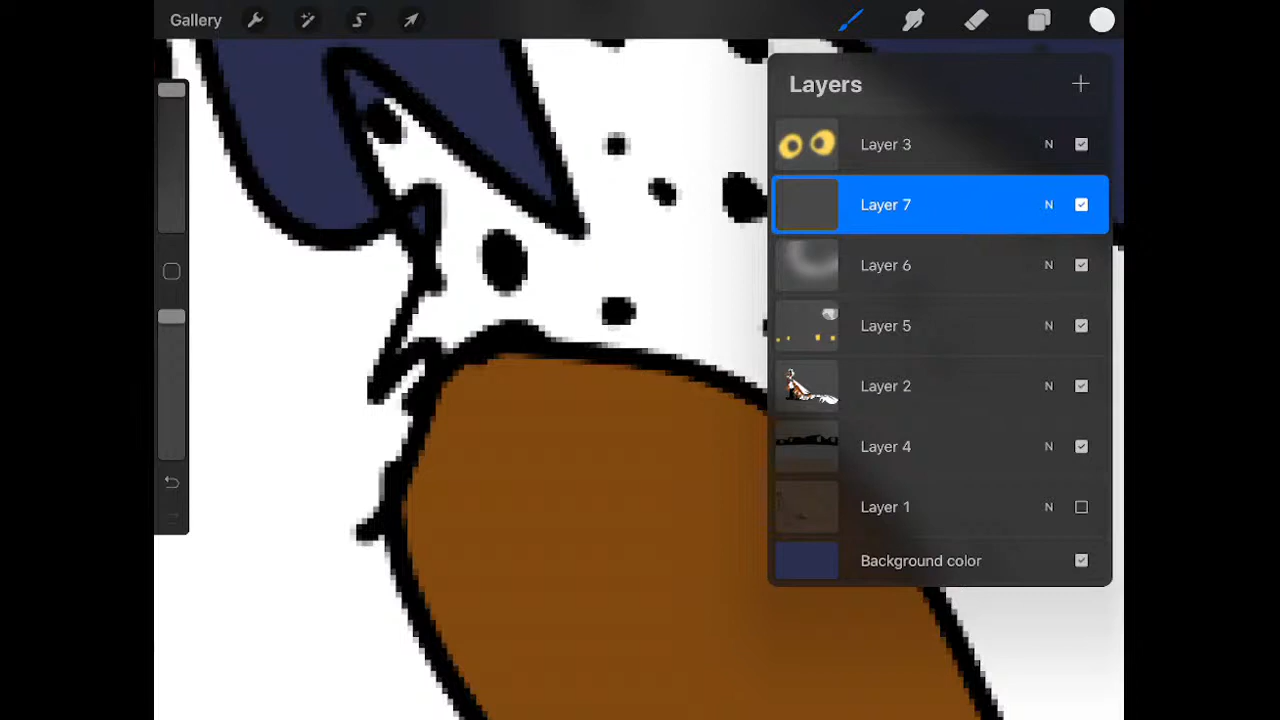 Gallery
Layers
Layer 3 N
Layer 7 N
Layer 6 N
Layer 5 N
Layer 2 N
Layer 4 N
Layer 1 N
Background color